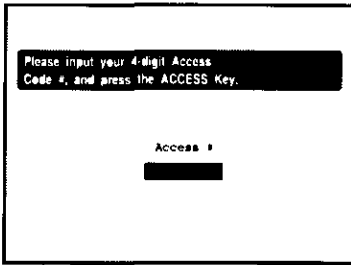 Please input your 4-digit Access
Code #, and press the ACCESS Key.
Access #